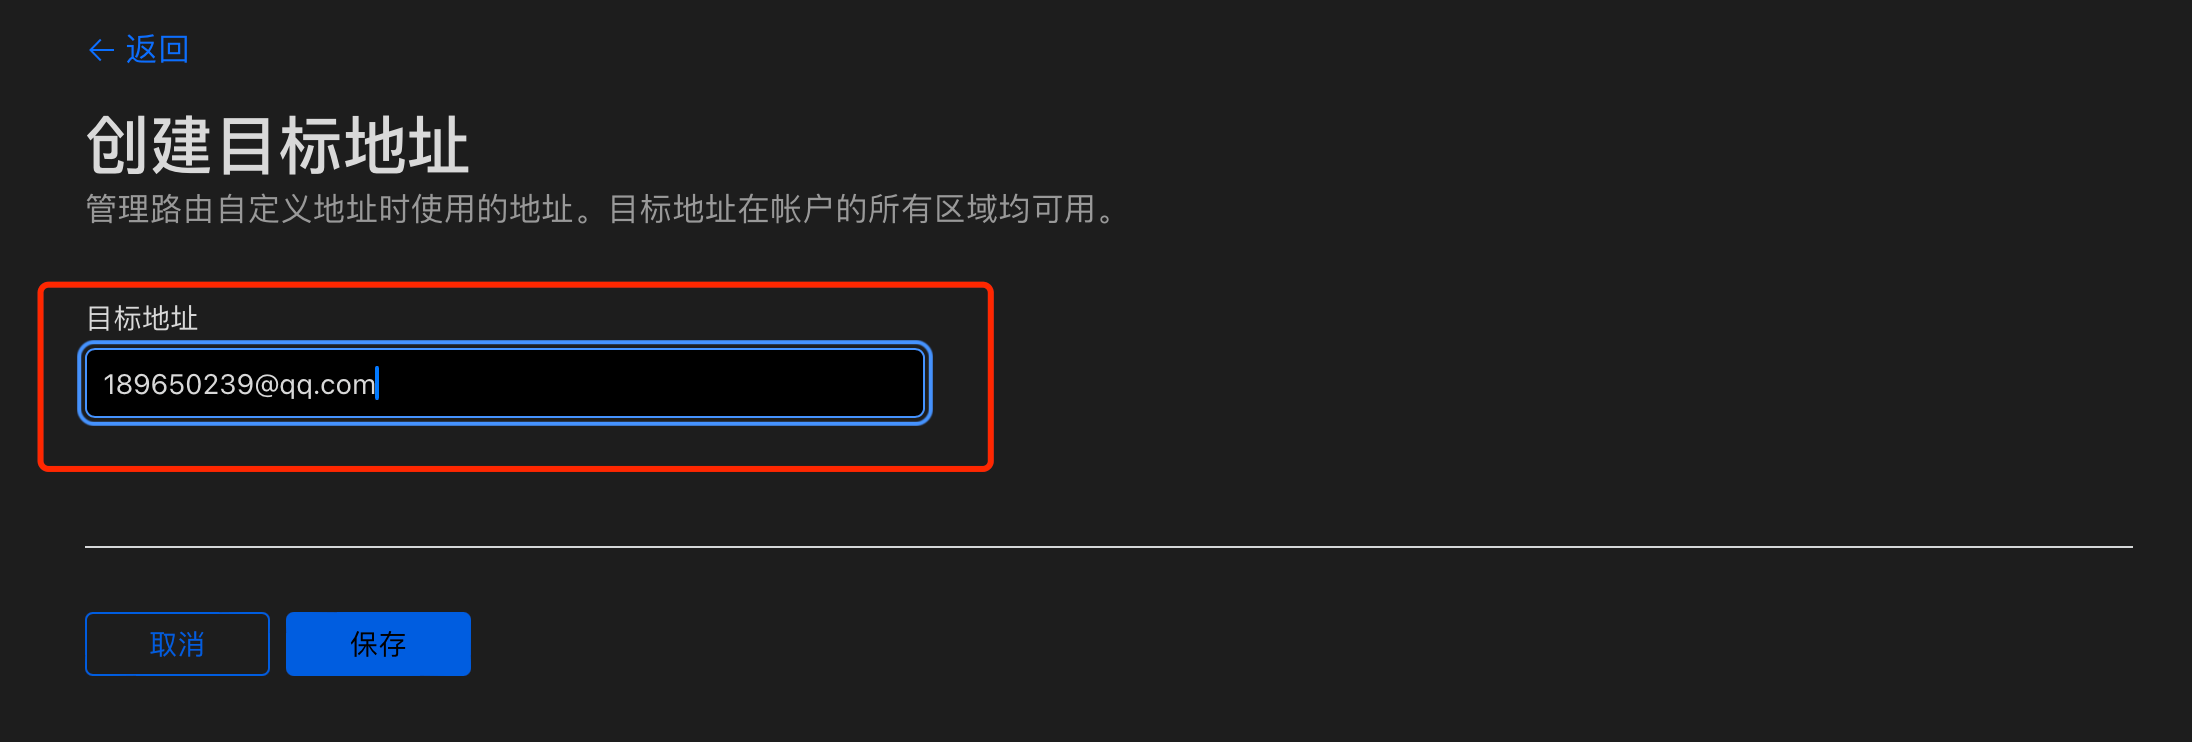 ← 返回
创建目标地址
管理路由自定义地址时使用的地址。目标地址在帐户的所有区域均可用。
目标地址
189650239@qq.com
取消
保存